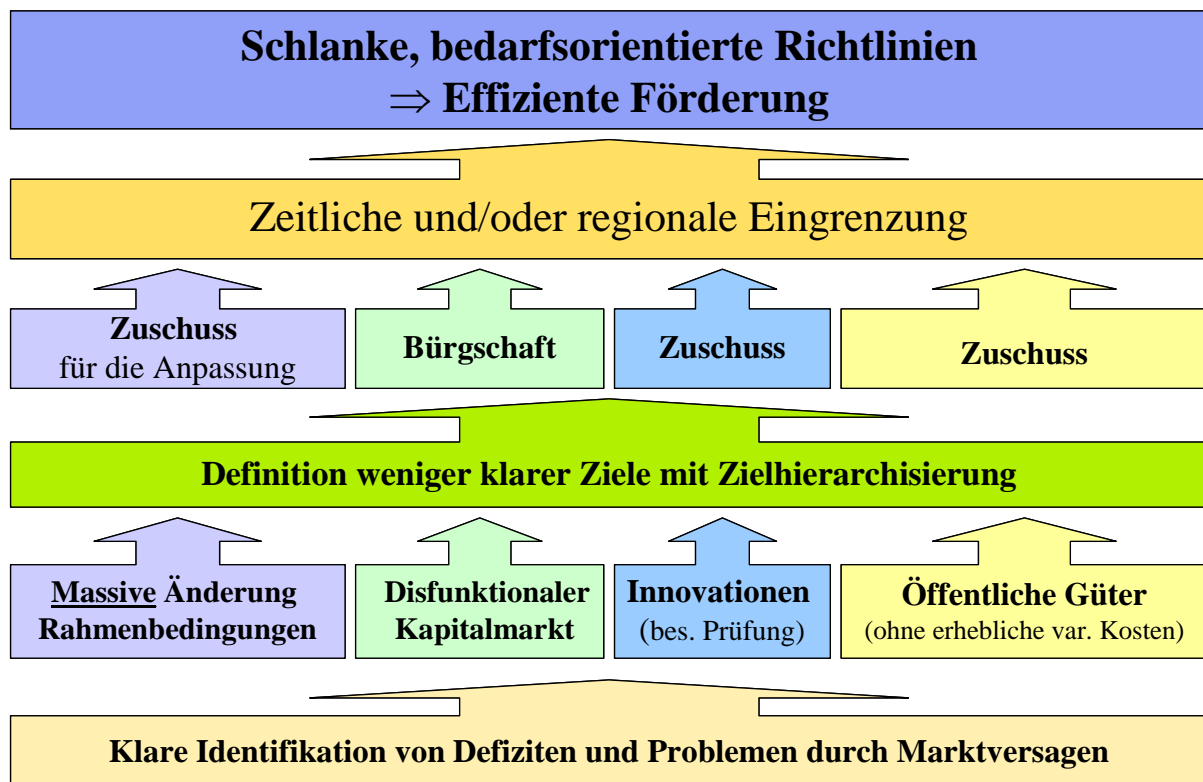 Schlanke, bedarfsorientierte Richtlinien
⇒ Effiziente Förderung
Zeitliche und/oder regionale Eingrenzung
Zuschuss
für die Anpassung
Bürgschaft
Zuschuss
Zuschuss
Definition weniger klarer Ziele mit Zielhierarchisierung
Massive Änderung
Rahmenbedingungen
Disfunktionaler
Kapitalmarkt
Innovationen
(bes. Prüfung)
Öffentliche Güter
(ohne erhebliche var. Kosten)
Klare Identifikation von Defiziten und Problemen durch Marktversagen